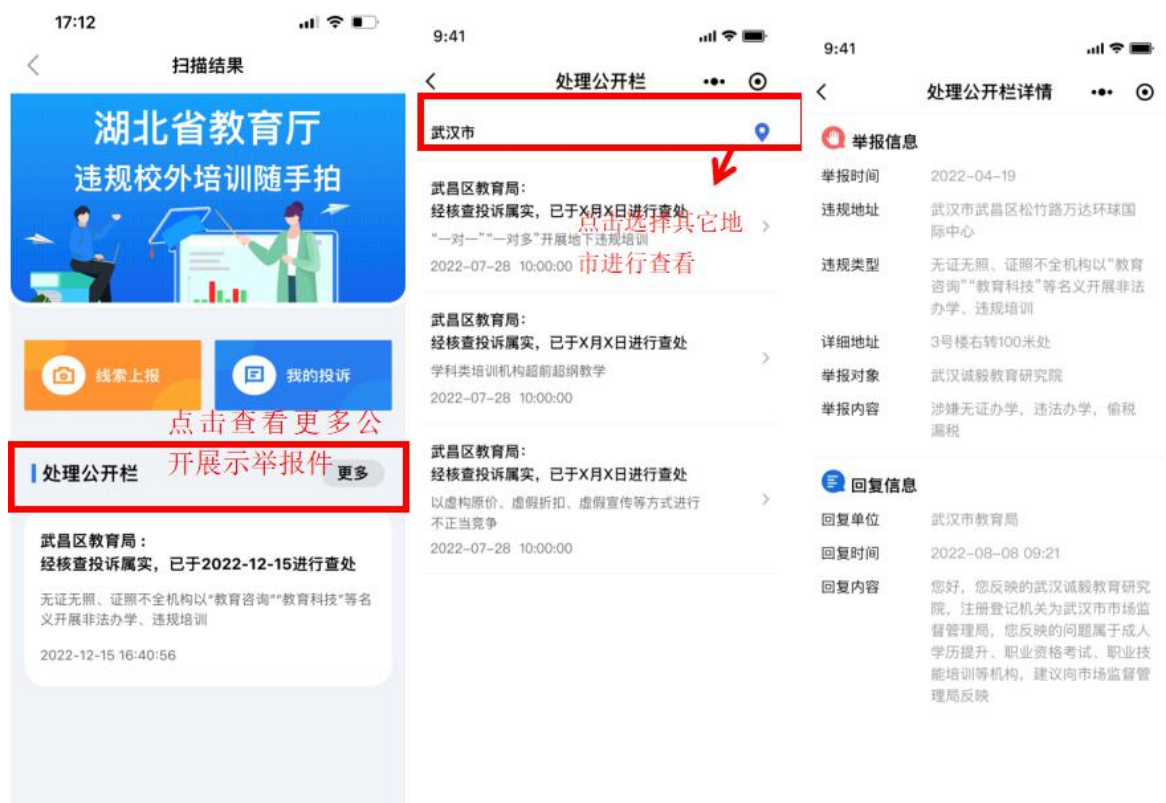 17:12
扫描结果
湖北省教育厅
违规校外培训随手拍
线索上报
我的投诉
点击查看更多公
开展示举报件
处理公开栏
更多
武昌区教育局：
经核查投诉属实，已于2022-12-15进行查处
无证无照、证照不全机构以“教育咨询”“教育科技”等名
义开展非法办学、违规培训
2022-12-15 16:40:56
9:41
处理公开栏
武汉市
武昌区教育局：
经核查投诉属实，已于X月X日进行查处
“一对一”“一对多”开展地下违规培训
2022-07-28 10:00:00
点击选择其它地
市进行查看
武昌区教育局：
经核查投诉属实，已于X月X日进行查处
学科类培训机构超前超纲教学
2022-07-28 10:00:00
武昌区教育局：
经核查投诉属实，已于X月X日进行查处
以虚构原价、虚假折扣、虚假宣传等方式进行
不正当竞争
2022-07-28 10:00:00
9:41
处理公开栏详情
举报信息
举报时间 2022-04-19
违规地址 武汉市武昌区松竹路万达环球国
际中心
违规类型 无证无照、证照不全机构以“教育
咨询”“教育科技”等名义开展非法
办学、违规培训
详细地址 3号楼右转100米处
举报对象 武汉诚毅教育研究院
举报内容 涉嫌无证办学，违法办学，偷税
漏税
回复信息
回复单位 武汉市教育局
回复时间 2022-08-08 09:21
回复内容 您好，您反映的武汉诚毅教育研究
院，注册登记机关为武汉市市场监
督管理局，您反映的问题属于成人
学历提升、职业资格考试、职业技
能培训等机构，建议向市场监督管
理局反映